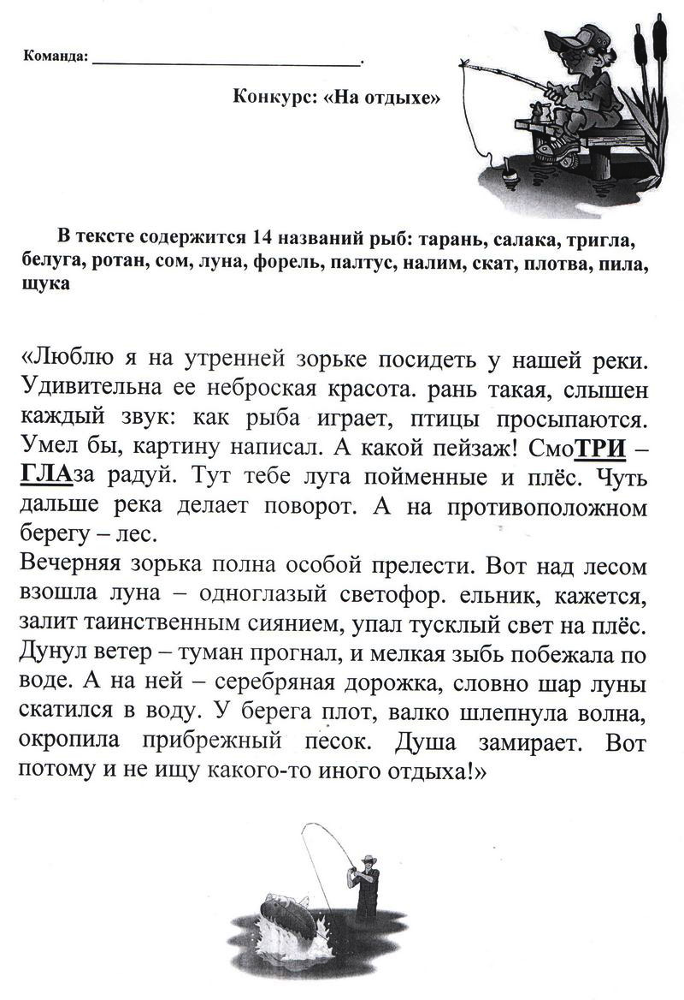 Команда: ___________________________________.
Конкурс: «На отдыхе»
В тексте содержится 14 названий рыб: тарань, салака, тригла,
белуга, ротан, сом, луна, форель, палтус, налим, скат, плотва, пила,
щука
«Люблю я на утренней зорьке посидеть у нашей реки.
Удивительна ее неброская красота. рань такая, слышен
каждый звук: как рыба играет, птицы просыпаются.
Умел бы, картину написал. А какой пейзаж! СмоТРИ –
ГЛАза радуй. Тут тебе луга пойменные и плёс. Чуть
дальше река делает поворот. А на противоположном
берегу – лес.
Вечерняя зорька полна особой прелести. Вот над лесом
взошла луна – одноглазый светофор. ельник, кажется,
залит таинственным сиянием, упал тусклый свет на плёс.
Дунул ветер – туман прогнал, и мелкая зыбь побежала по
воде. А на ней – серебряная дорожка, словно шар луны
скатился в воду. У берега плот, валко шлепнула волна,
окропила прибрежный песок. Душа замирает. Вот
потому и не ищу какого-то иного отдыха!»